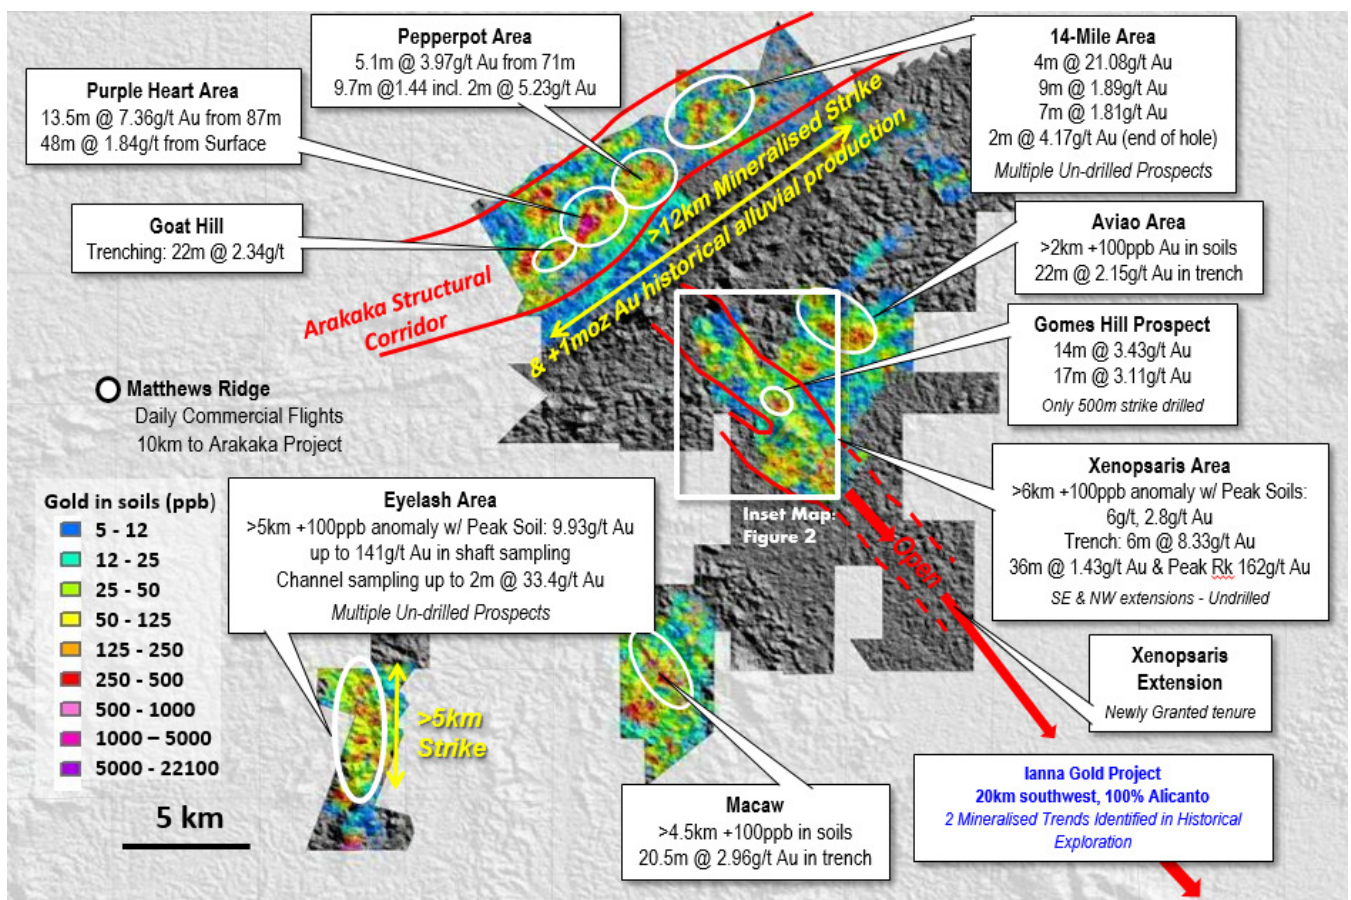 Pepperpot Area
5.1m @ 3.97g/t Au from 71m
9.7m @1.44 incl. 2m @ 5.23g/t Au
14-Mile Area
4m @ 21.08g/t Au
9m @ 1.89g/t Au
7m @ 1.81g/t Au
2m @ 4.17g/t Au (end of hole)
Multiple Un-drilled Prospects
Purple Heart Area
13.5m @ 7.36g/t Au from 87m
48m @ 1.84g/t from Surface
Goat Hill
Trenching: 22m @ 2.34g/t
>12km Mineralised Strike
& +1moz Au historical alluvial production
Arakaka Structural
Corridor
Aviao Area
>2km +100ppb Au in soils
22m @ 2.15g/t Au in trench
Gomes Hill Prospect
14m @ 3.43g/t Au
17m @ 3.11g/t Au
Only 500m strike drilled
Matthews Ridge
Daily Commercial Flights
10km to Arakaka Project
Xenopsaris Area
>6km +100ppb anomaly w/ Peak Soils:
6g/t, 2.8g/t Au
Trench: 6m @ 8.33g/t Au
36m @ 1.43g/t Au & Peak Rk 162g/t Au
SE & NW extensions - Undrilled
Inset Map:
Figure 2
Open
Eyelash Area
>5km +100ppb anomaly w/ Peak Soil: 9.93g/t Au
up to 141g/t Au in shaft sampling
Channel sampling up to 2m @ 33.4g/t Au
Multiple Un-drilled Prospects
Gold in soils (ppb)
5 - 12
12 - 25
25 - 50
50 - 125
125 - 250
250 - 500
500 - 1000
1000 – 5000
5000 - 22100
5 km
>5km
Strike
Xenopsaris
Extension
Newly Granted tenure
Macaw
>4.5km +100ppb in soils
20.5m @ 2.96g/t Au in trench
Ianna Gold Project
20km southwest, 100% Alicanto
2 Mineralised Trends Identified in Historical
Exploration